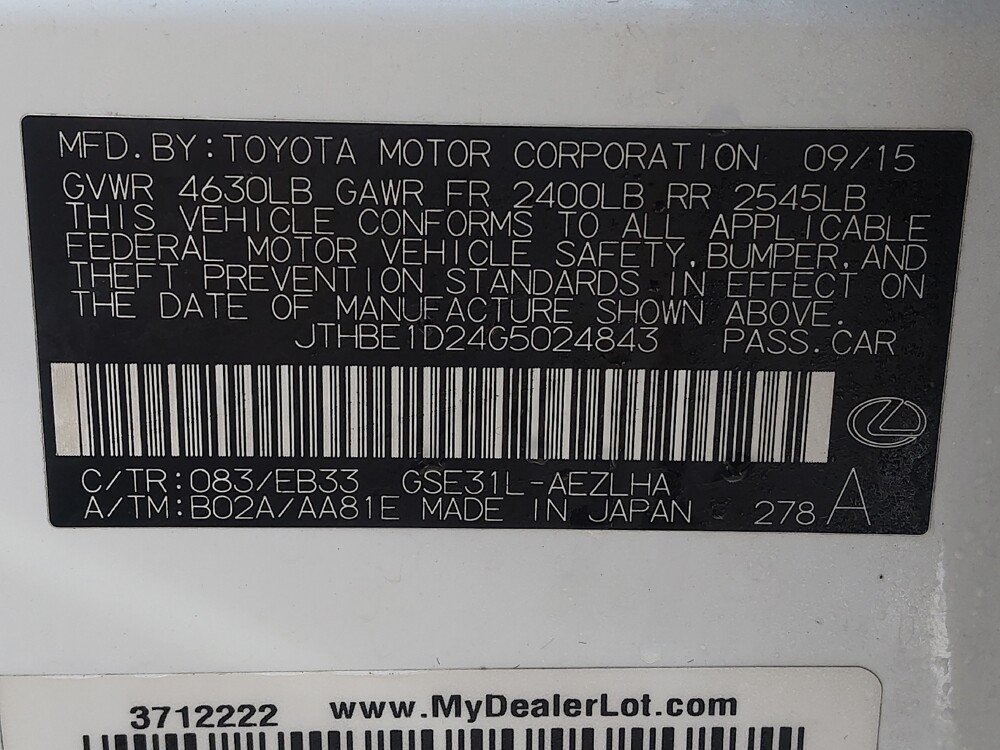 MFD. BY: TOYOTA MOTOR CORPORATION 09/15
GVWR 4630LB GAWR FR 2400LB RR 2545LB
THIS VEHICLE CONFORMS TO ALL APPLICABLE
FEDERAL MOTOR VEHICLE SAFETY, BUMPER, AND
THEFT PREVENTION STANDARDS IN EFFECT ON
THE DATE OF MANUFACTURE SHOWN ABOVE.
JTHBE1D24G5024843 PASS. CAR
C/TR: 083/EB33 GSE31L-AEZLHA
A/TM: B02A/AA81E MADE IN JAPAN 278 A
3712222 www.MyDealerLot.com